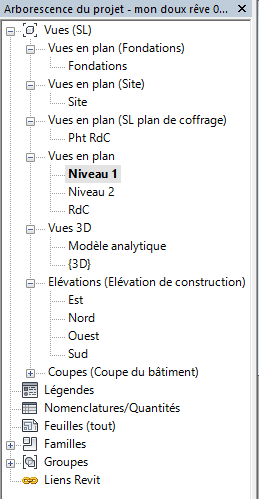 Arborescence du projet - mon doux rêve 0...
Vues (SL)
Vues en plan (Fondations)
Fondations
Vues en plan (Site)
Site
Vues en plan (SL plan de coffrage)
Pht RdC
Vues en plan
Niveau 1
Niveau 2
RdC
Vues 3D
Modèle analytique
{3D}
Elévations (Elévation de construction)
Est
Nord
Ouest
Sud
Coupes (Coupe du bâtiment)
Légendes
Nomenclatures/Quantités
Feuilles (tout)
Familles
Groupes
Liens Revit